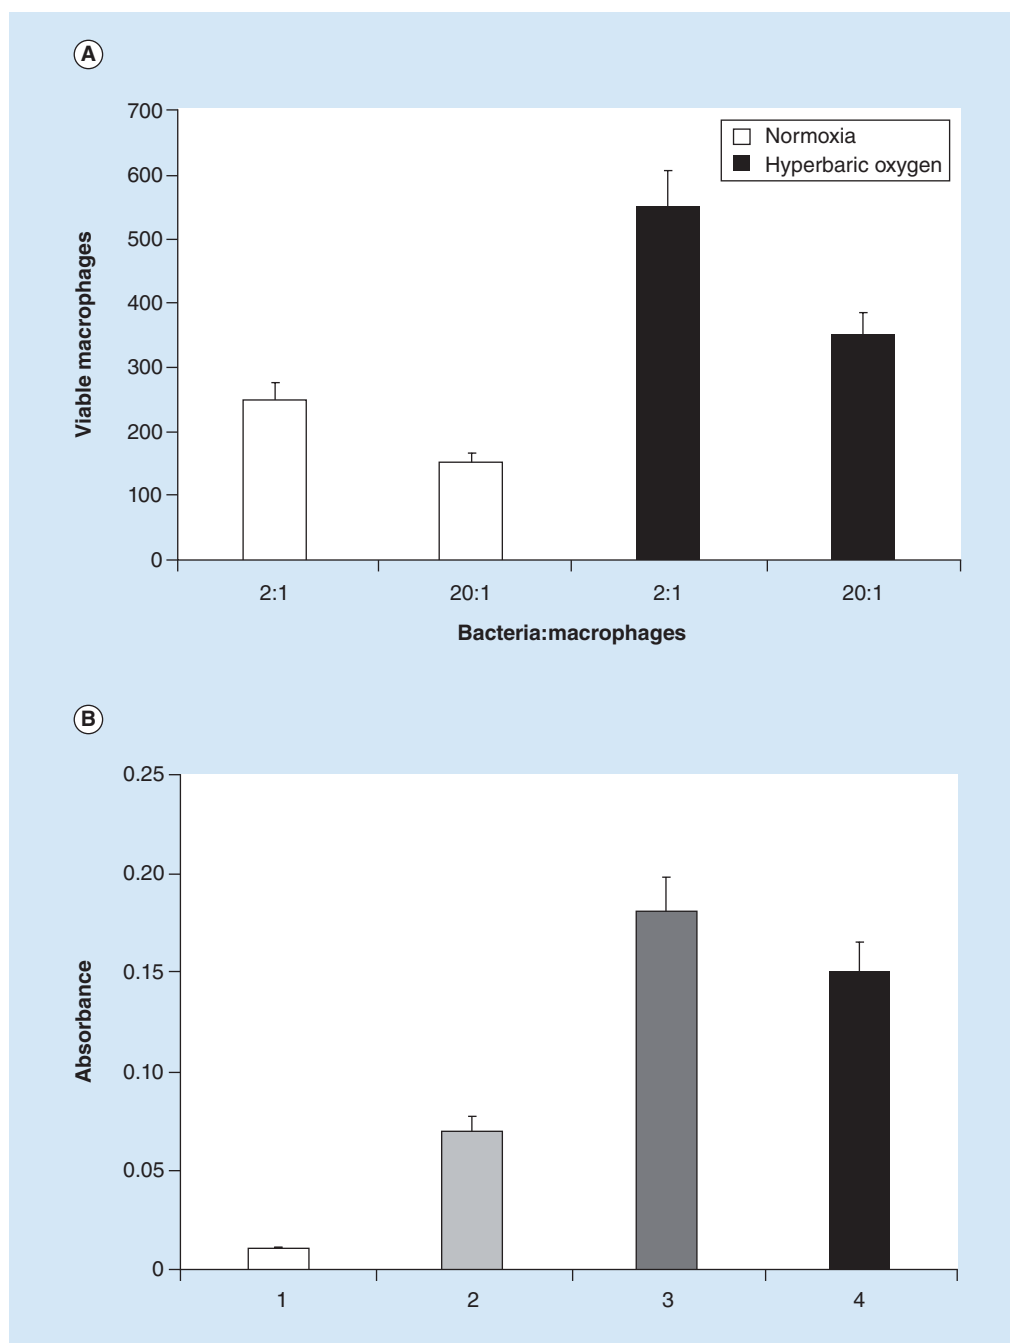 A
700
600
500
400
300
200
100
0
Viable macrophages
Normoxia
Hyperbaric oxygen
2:1 20:1 2:1 20:1
Bacteria:macrophages
B
0.25
0.20
0.15
0.10
0.05
0
Absorbance
1 2 3 4